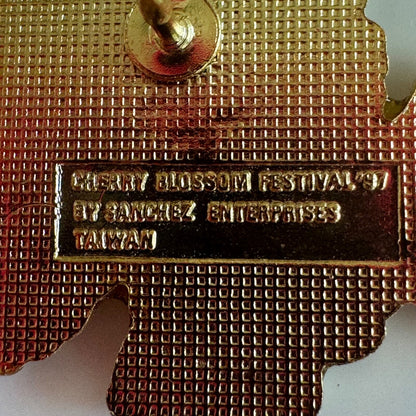 CHERRY BLOSSOM FESTIVAL '97
BY SANCHEZ ENTERPRISES
TAIWAN